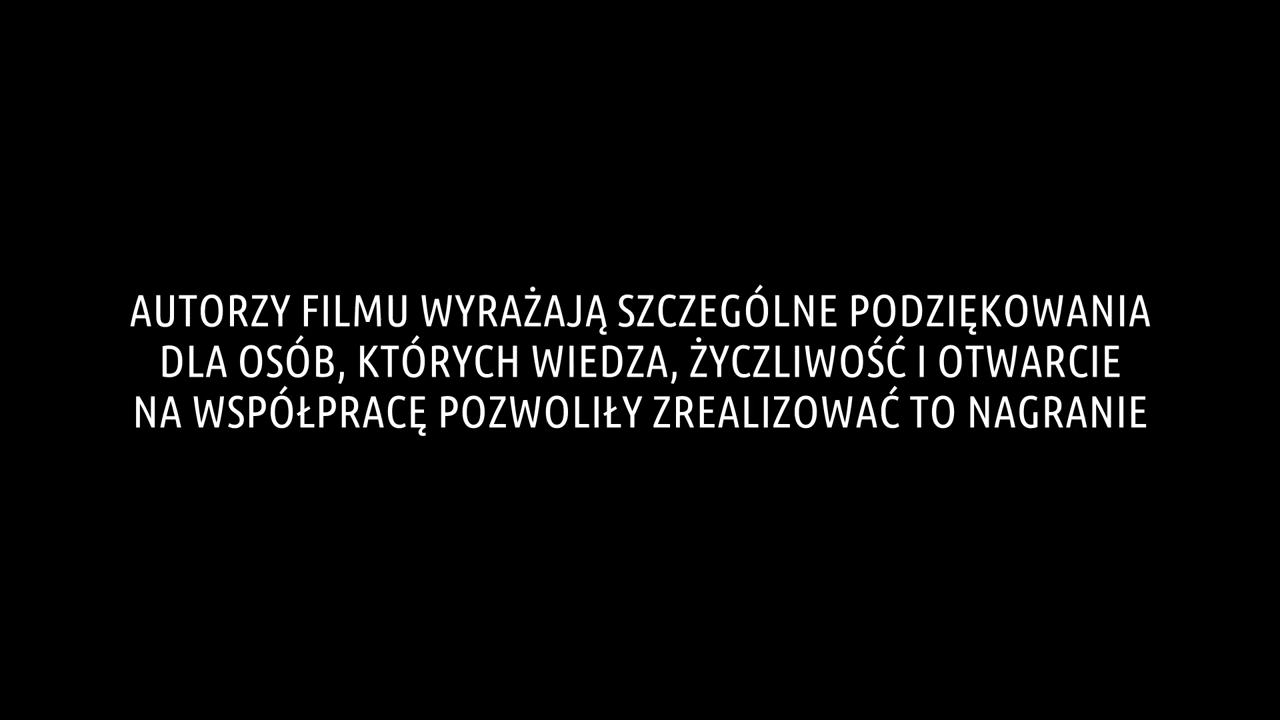 AUTORZY FILMU WYRAŻAJĄ SZCZEGÓLNE PODZIĘKOWANIA
DLA OSÓB, KTÓRYCH WIEDZA, ŻYCZLIWOŚĆ I OTWARCIE
NA WSPÓŁPRACĘ POZWOLIŁY ZREALIZOWAĆ TO NAGRANIE